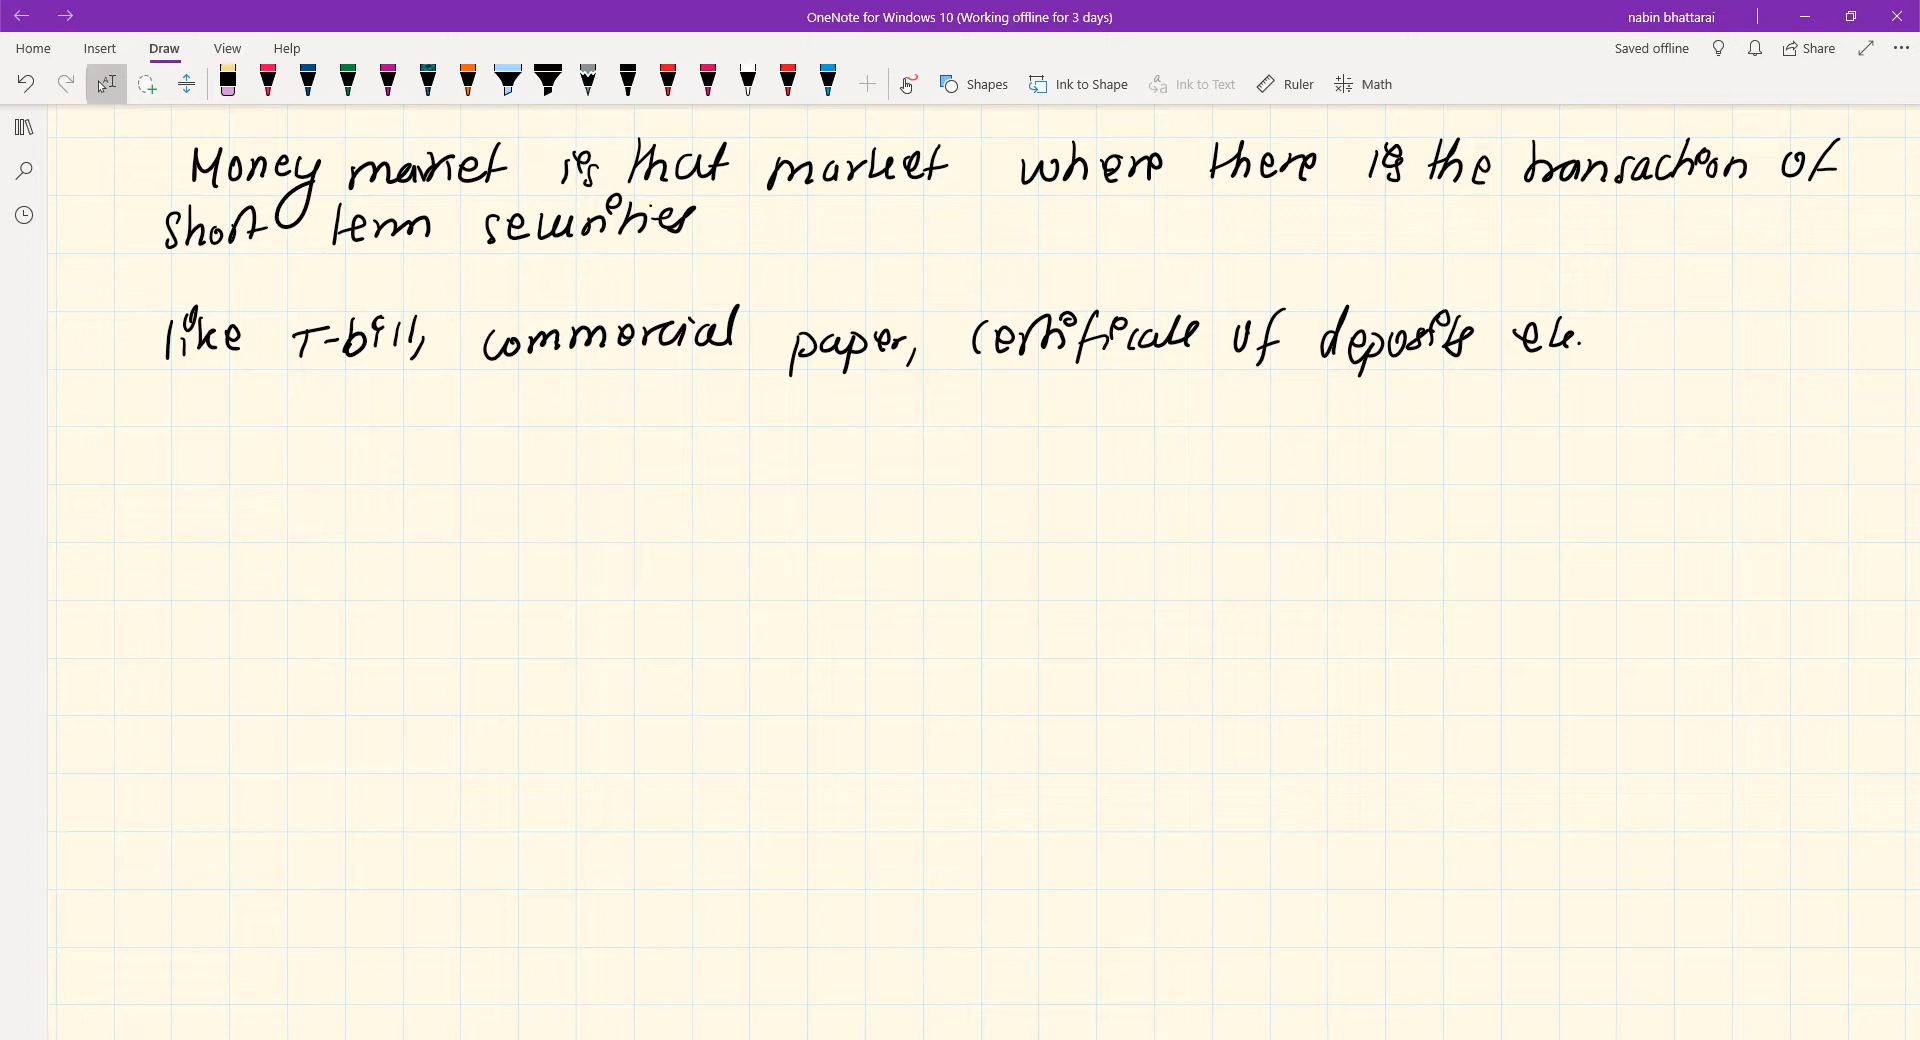 OneNote for Windows 10 (Working offline for 3 days)
nabin bhattarai
Home Insert Draw View Help
Saved offline Share
Shapes Ink to Shape Ink to Text Ruler Math
Money market is that market where there is the transaction of
short term securities
like T-bill, commercial paper, certificate of deposits etc.